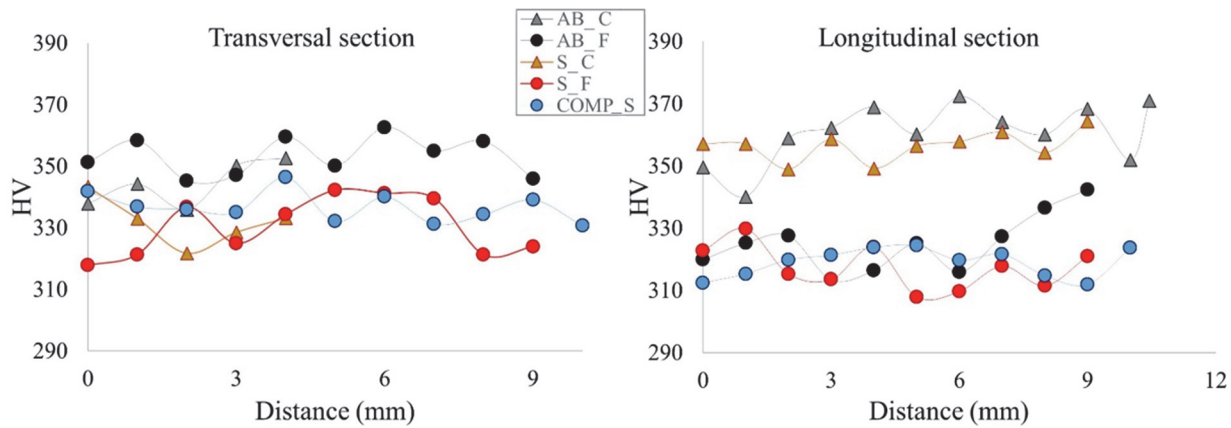 Transversal section
390
370
350
330
310
290
HV
0
3
6
9
Distance (mm)
AB_C
AB_F
S_C
S_F
COMP_S
Longitudinal section
390
370
350
330
310
290
HV
0
3
6
9
12
Distance (mm)